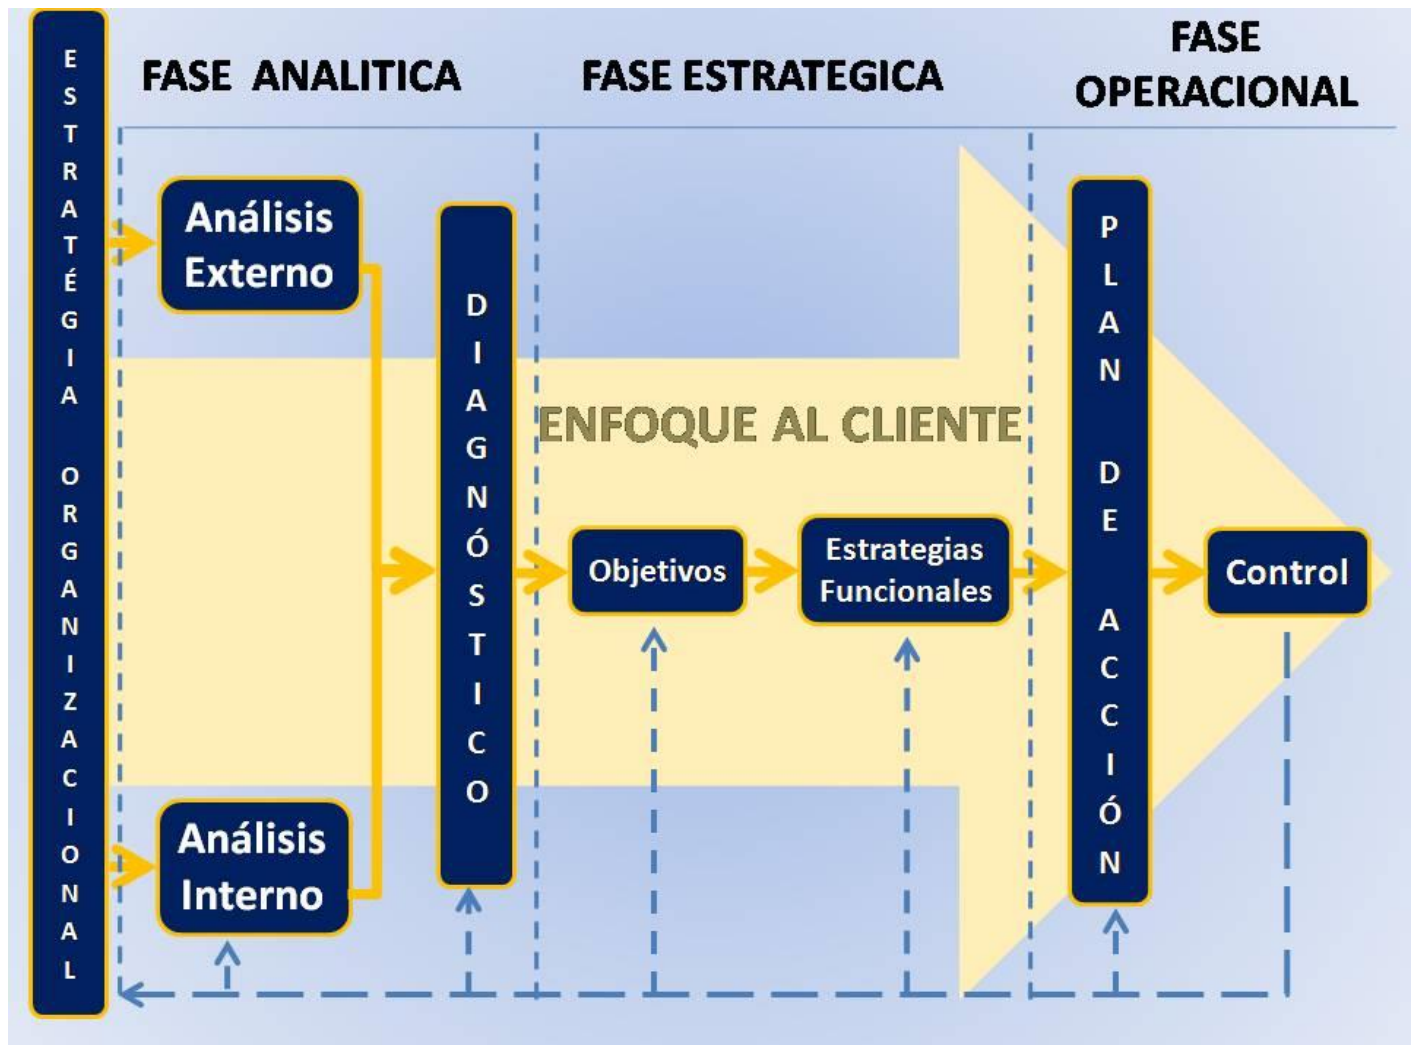 ESTRATÉGIA ORGANIZACIONAL
FASE ANALITICA
FASE ESTRATEGICA
FASE
OPERACIONAL
Análisis
Externo
DIAGNÓSTICO
ENFOQUE AL CLIENTE
Objetivos
Estrategias
Funcionales
PLAN DE ACCIÓN
Control
Análisis
Interno